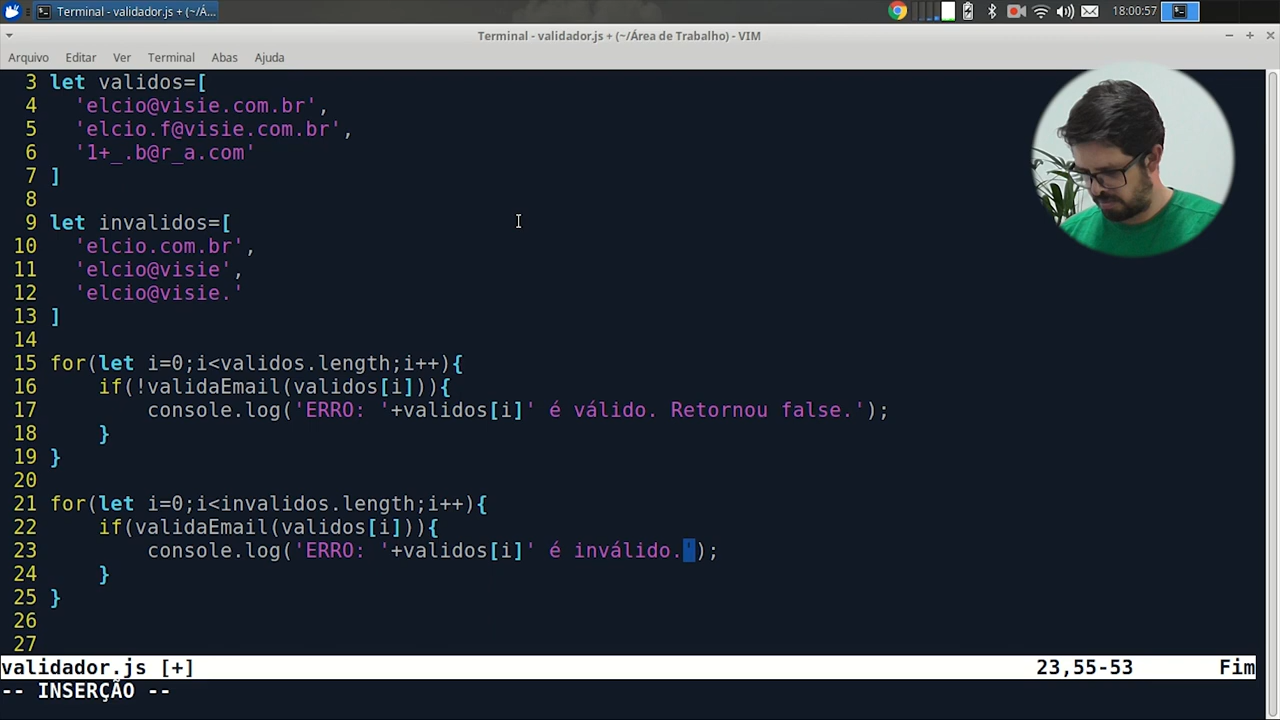 Terminal - validador.js + (~/Á...
18:00:57
Terminal - validador.js + (~/Área de Trabalho) - VIM
Arquivo Editar Ver Terminal Abas Ajuda
3 let validos=[
4 'elcio@visie.com.br',
5 'elcio.f@visie.com.br',
6 '1+_.b@r_a.com'
7 ]
8
9 let invalidos=[
10 'elcio.com.br',
11 'elcio@visie',
12 'elcio@visie.'
13 ]
14
15 for(let i=0;i<validos.length;i++){
16 if(!validaEmail(validos[i])){
17 console.log('ERRO: '+validos[i]' é válido. Retornou false.');
18 }
19 }
20
21 for(let i=0;i<invalidos.length;i++){
22 if(validaEmail(validos[i])){
23 console.log('ERRO: '+validos[i]' é inválido.');
24 }
25 }
26
27
validador.js [+] 23,55-53 Fim
-- INSERÇÃO --